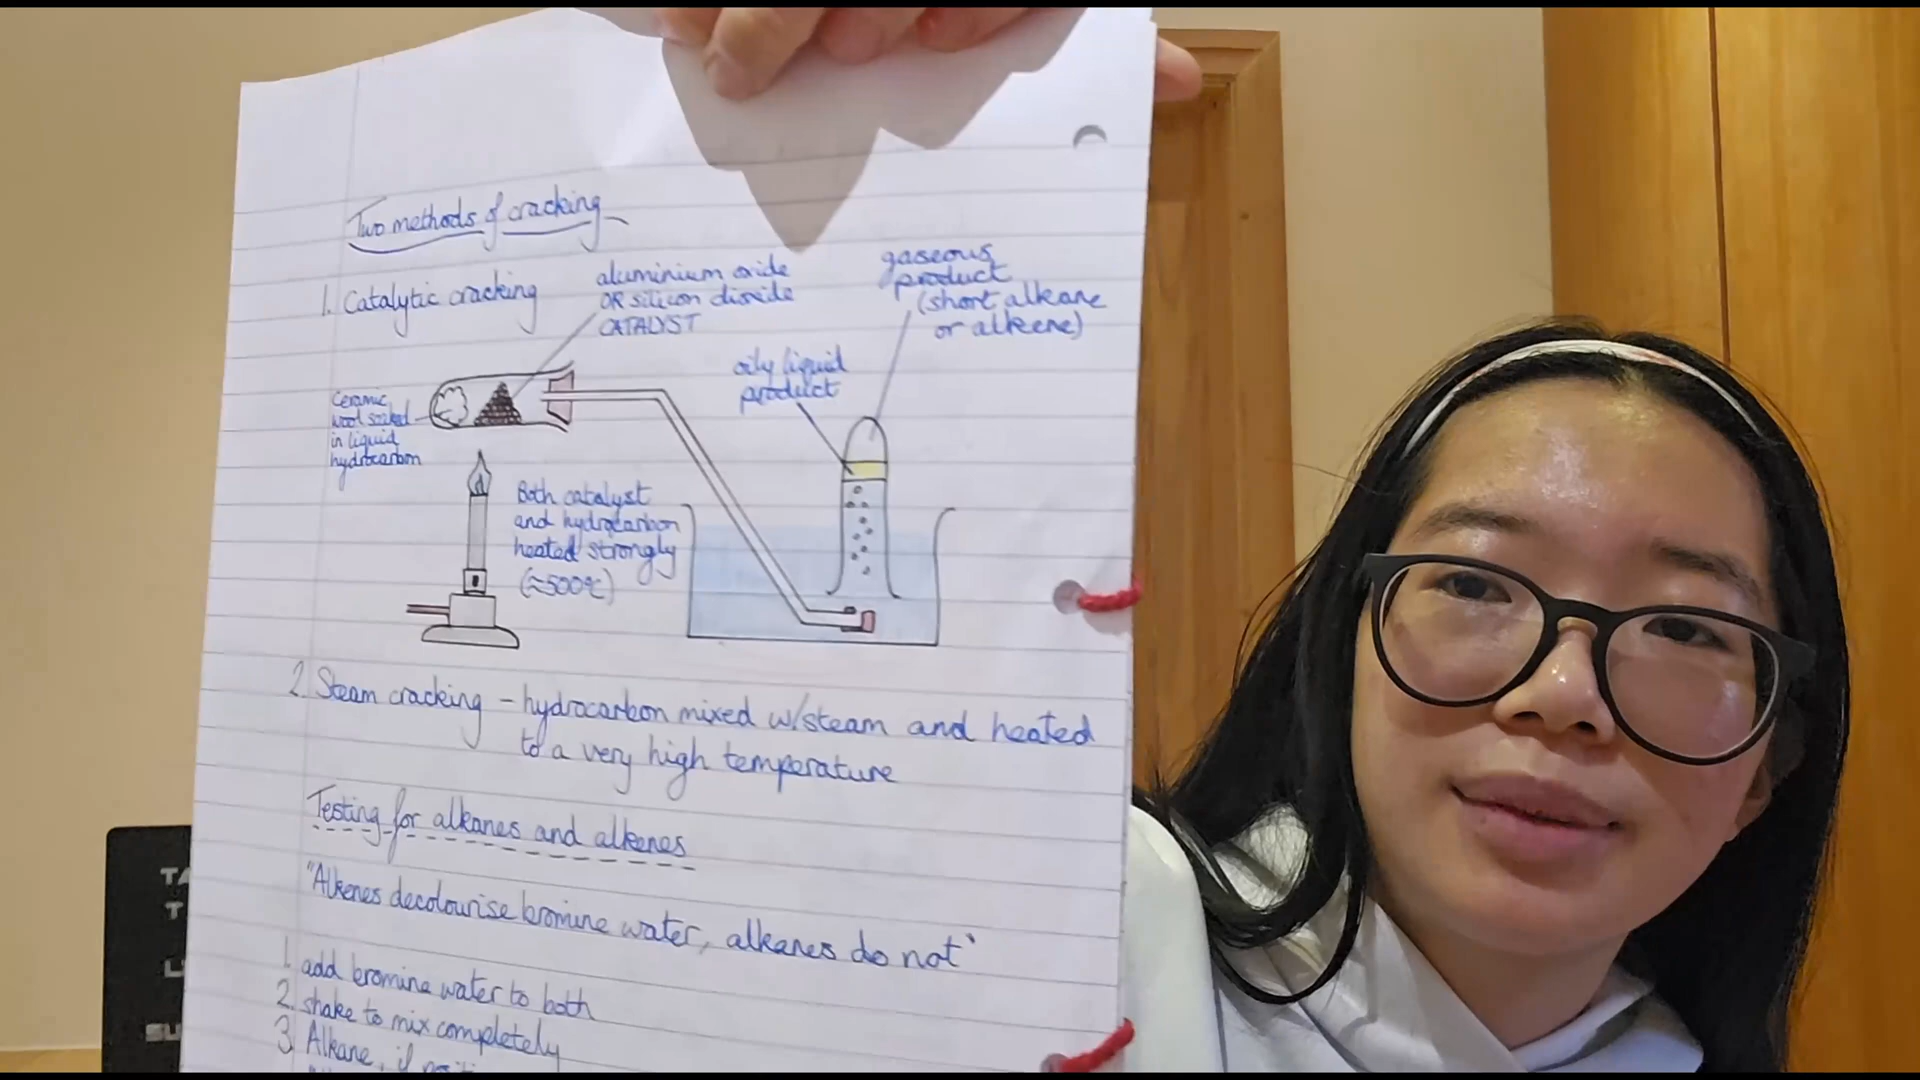 Two methods of cracking
1. Catalytic cracking
aluminium oxide
OR silicon dioxide
CATALYST
gaseous
product
(short alkane
or alkene)
oily liquid
product
Ceramic
wool soaked
in liquid
hydrocarbon
Both catalyst
and hydrocarbon
heated strongly
(≈500°C)
2. Steam cracking - hydrocarbon mixed w/steam and heated
to a very high temperature
Testing for alkanes and alkenes
"Alkenes decolourise bromine water, alkanes do not"
1. add bromine water to both
2. shake to mix completely
3. Alkane, if